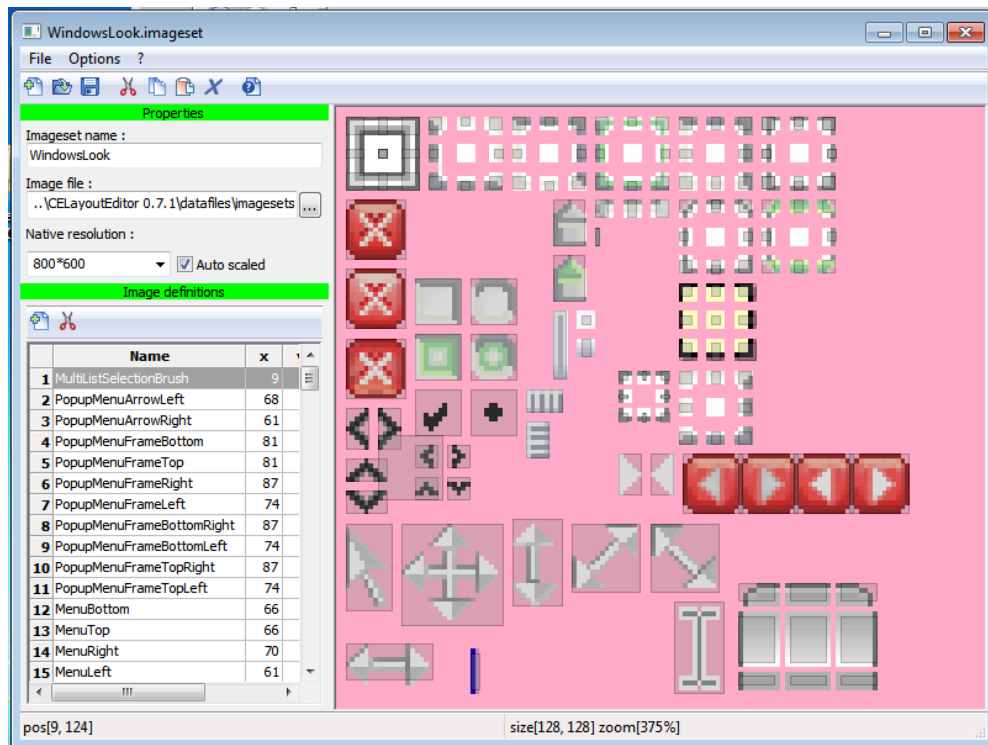 WindowsLook.imageset
File Options ?
Properties
Imageset name :
WindowsLook
Image file :
..\CELayoutEditor 0.7.1\datafiles\imagesets ...
Native resolution :
800*600 Auto scaled
Image definitions
Name x
1 MultiListSelectionBrush 9
2 PopupMenuArrowLeft 68
3 PopupMenuArrowRight 61
4 PopupMenuFrameBottom 81
5 PopupMenuFrameTop 81
6 PopupMenuFrameRight 87
7 PopupMenuFrameLeft 74
8 PopupMenuFrameBottomRight 87
9 PopupMenuFrameBottomLeft 74
10 PopupMenuFrameTopRight 87
11 PopupMenuFrameTopLeft 74
12 MenuBottom 66
13 MenuTop 66
14 MenuRight 70
15 MenuLeft 61
pos[9, 124] size[128, 128] zoom[375%]